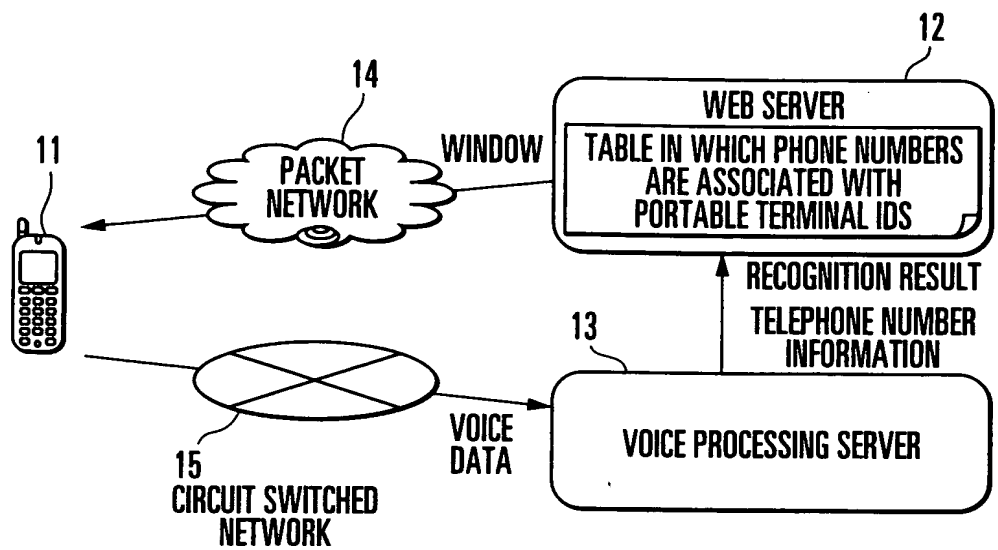 12
14
WEB SERVER
WINDOW
TABLE IN WHICH PHONE NUMBERS
ARE ASSOCIATED WITH
PORTABLE TERMINAL IDS
11
PACKET
NETWORK
RECOGNITION RESULT
TELEPHONE NUMBER
INFORMATION
13
VOICE
DATA
VOICE PROCESSING SERVER
15
CIRCUIT SWITCHED
NETWORK